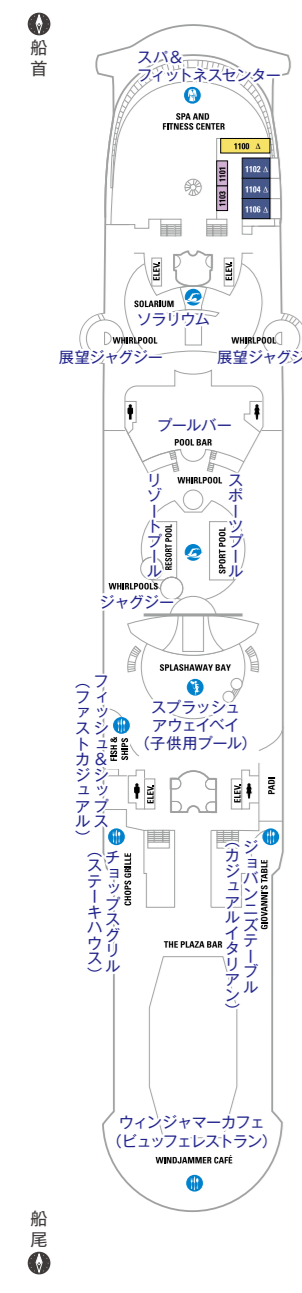 船首
スパ&
フィットネスセンター
SPA AND
FITNESS CENTER
1100 Δ
1101
1103
1102 Δ
1104 Δ
1106 Δ
ELEV.
ELEV.
SOLARIUM
ソラリウム
WHIRLPOOL
展望ジャグジー
WHIRLPOOL
展望ジャグジ
プールバー
POOL BAR
WHIRLPOOL
リゾートプール
RESORT POOL
SPORT POOL
スポーツプール
WHIRLPOOLS
ジャグジー
SPLASHAWAY BAY
スプラッシュ
アウェイベイ
(子供用プール)
フィッシュ&シップス
(ファストカジュアル)
FISH &
SHIPS
ELEV.
ELEV.
PADI
チョップスグリル
(ステーキハウス)
CHOPS GRILLE
GIOVANNI'S TABLE
ジョバンニズテーブル
(カジュアルイタリアン)
THE PLAZA BAR
ウィンジャマーカフェ
(ビュッフェレストラン)
WINDJAMMER CAFÉ
船尾